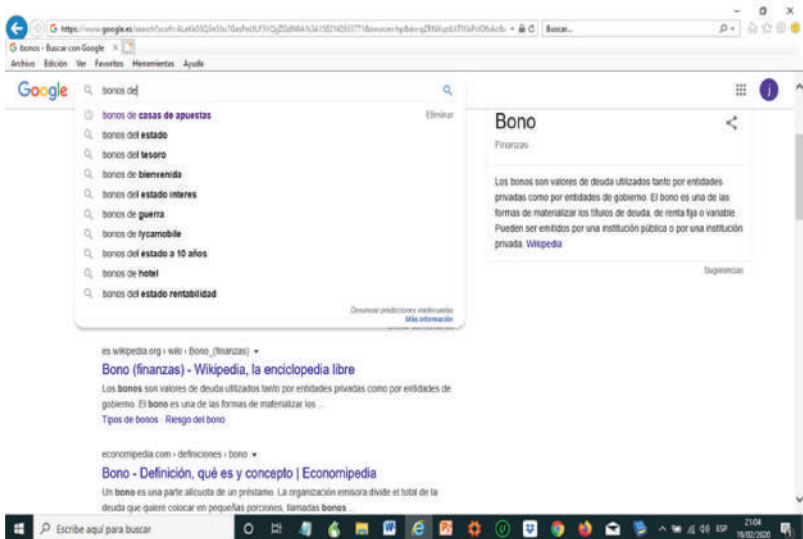 Buscar...
bonos - Buscar con Google
Archivo Edición Ver Favoritos Herramientas Ayuda
Google
bonos de
bonos de casas de apuestas
Eliminar
bonos del estado
bonos del tesoro
bonos de bienvenida
bonos del estado interes
bonos de guerra
bonos de lycamobile
bonos del estado a 10 años
bonos de hotel
bonos del estado rentabilidad
Denunciar predicciones inadecuadas
Más información
Bono
Finanzas
Los bonos son valores de deuda utilizados tanto por entidades
privadas como por entidades de gobierno. El bono es una de las
formas de materializar los títulos de deuda, de renta fija o variable.
Pueden ser emitidos por una institución pública o por una institución
privada. Wikipedia
Sugerencias
es.wikipedia.org › wiki › Bono_(finanzas)
Bono (finanzas) - Wikipedia, la enciclopedia libre
Los bonos son valores de deuda utilizados tanto por entidades privadas como por entidades de
gobierno. El bono es una de las formas de materializar los ...
Tipos de bonos · Riesgo del bono
economipedia.com › definiciones › bono
Bono - Definición, qué es y concepto | Economipedia
Un bono es una parte alícuota de un préstamo. La organización emisora divide el total de la
deuda que quiere colocar en pequeñas porciones, llamadas bonos.
Escribe aquí para buscar
ESP
21:04
16/02/2020